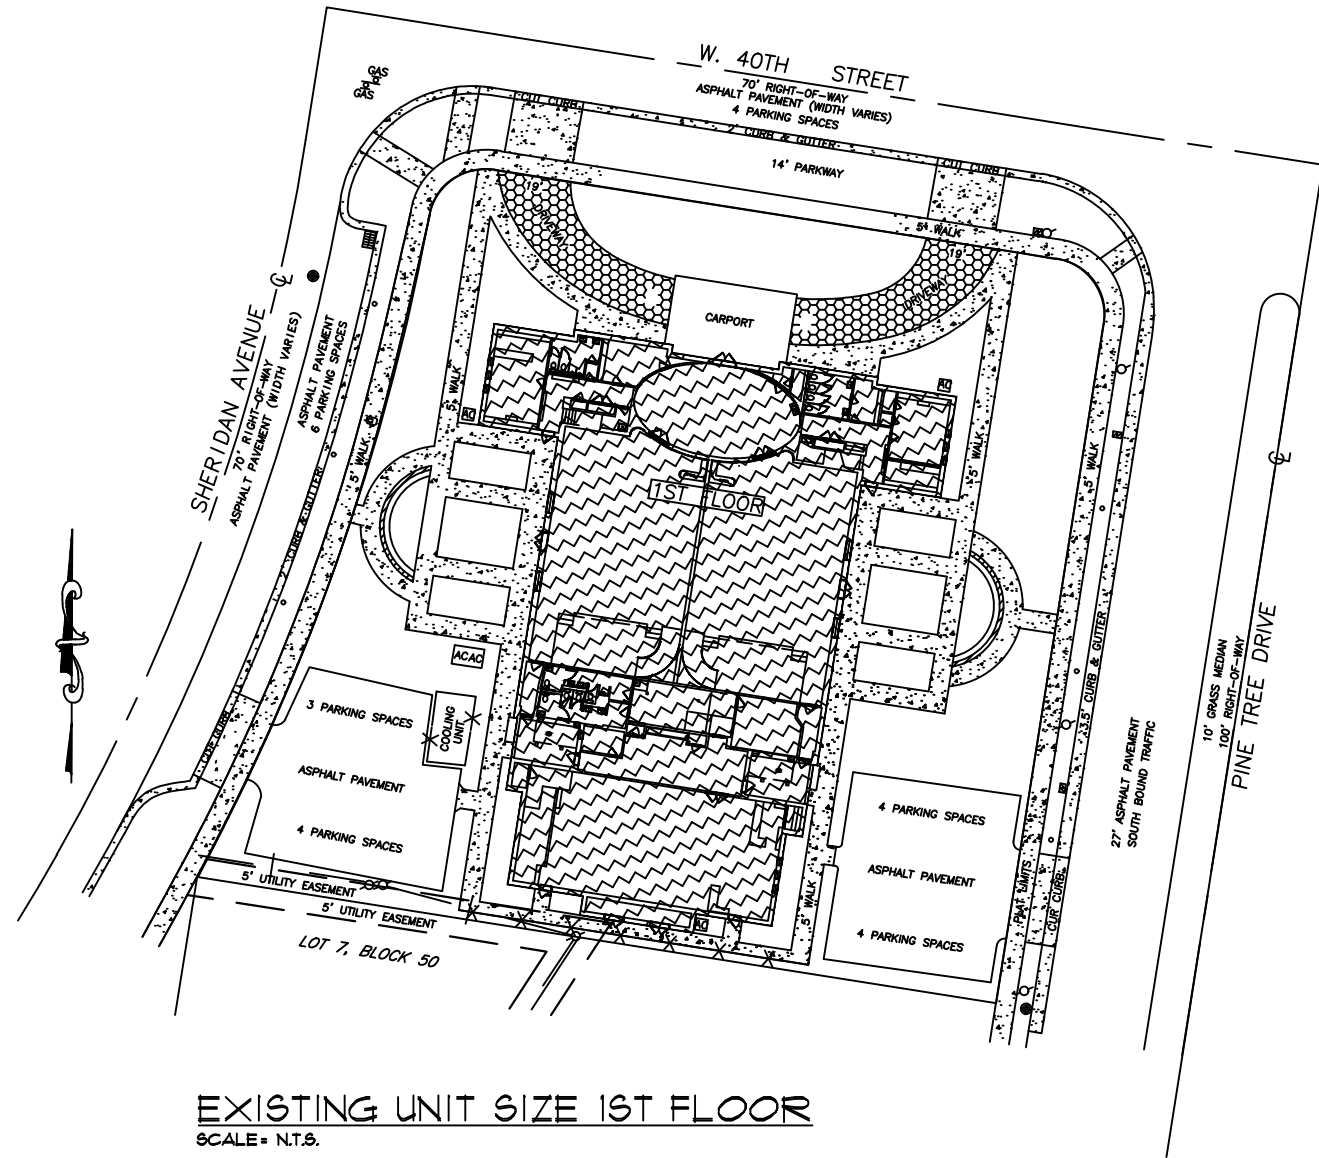 W. 40TH STREET
70' RIGHT-OF-WAY
ASPHALT PAVEMENT (WIDTH VARIES)
4 PARKING SPACES
2' CURB & GUTTER
GAS
GAS
CUT CURB
CUT CURB
14' PARKWAY
5' WALK
19'
DRIVEWAY
19'
DRIVEWAY
CARPORT
SHERIDAN AVENUE
70' RIGHT-OF-WAY
ASPHALT PAVEMENT (WIDTH VARIES)
ASPHALT PAVEMENT
6 PARKING SPACES
5' WALK
5' WALK
2' CURB & GUTTER
CUT CURB
AC
AC
5' WALK
5' WALK
1ST FLOOR
ACAC
COOLING
UNIT
3 PARKING SPACES
ASPHALT PAVEMENT
4 PARKING SPACES
5' UTILITY EASEMENT
5' UTILITY EASEMENT
LOT 7, BLOCK 50
AC
5' WALK
4 PARKING SPACES
ASPHALT PAVEMENT
4 PARKING SPACES
PLAT LIMITS
CUR CURB
3.5' CURB & GUTTER
27' ASPHALT PAVEMENT
SOUTH BOUND TRAFFIC
10' GRASS MEDIAN
100' RIGHT-OF-WAY
PINE TREE DRIVE
EXISTING UNIT SIZE 1ST FLOOR
SCALE= N.T.S.